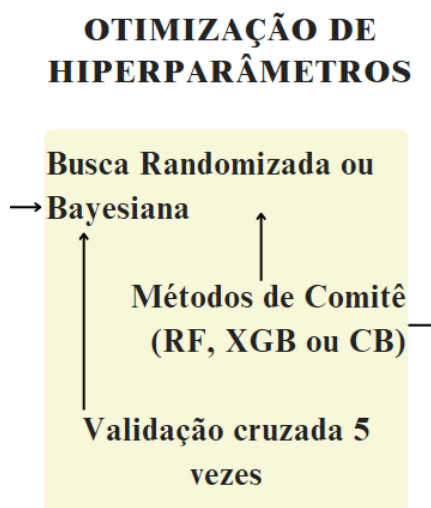 OTIMIZAÇÃO DE
HIPERPARÂMETROS
Busca Randomizada ou
Bayesiana
Métodos de Comitê
(RF, XGB ou CB)
Validação cruzada 5
vezes